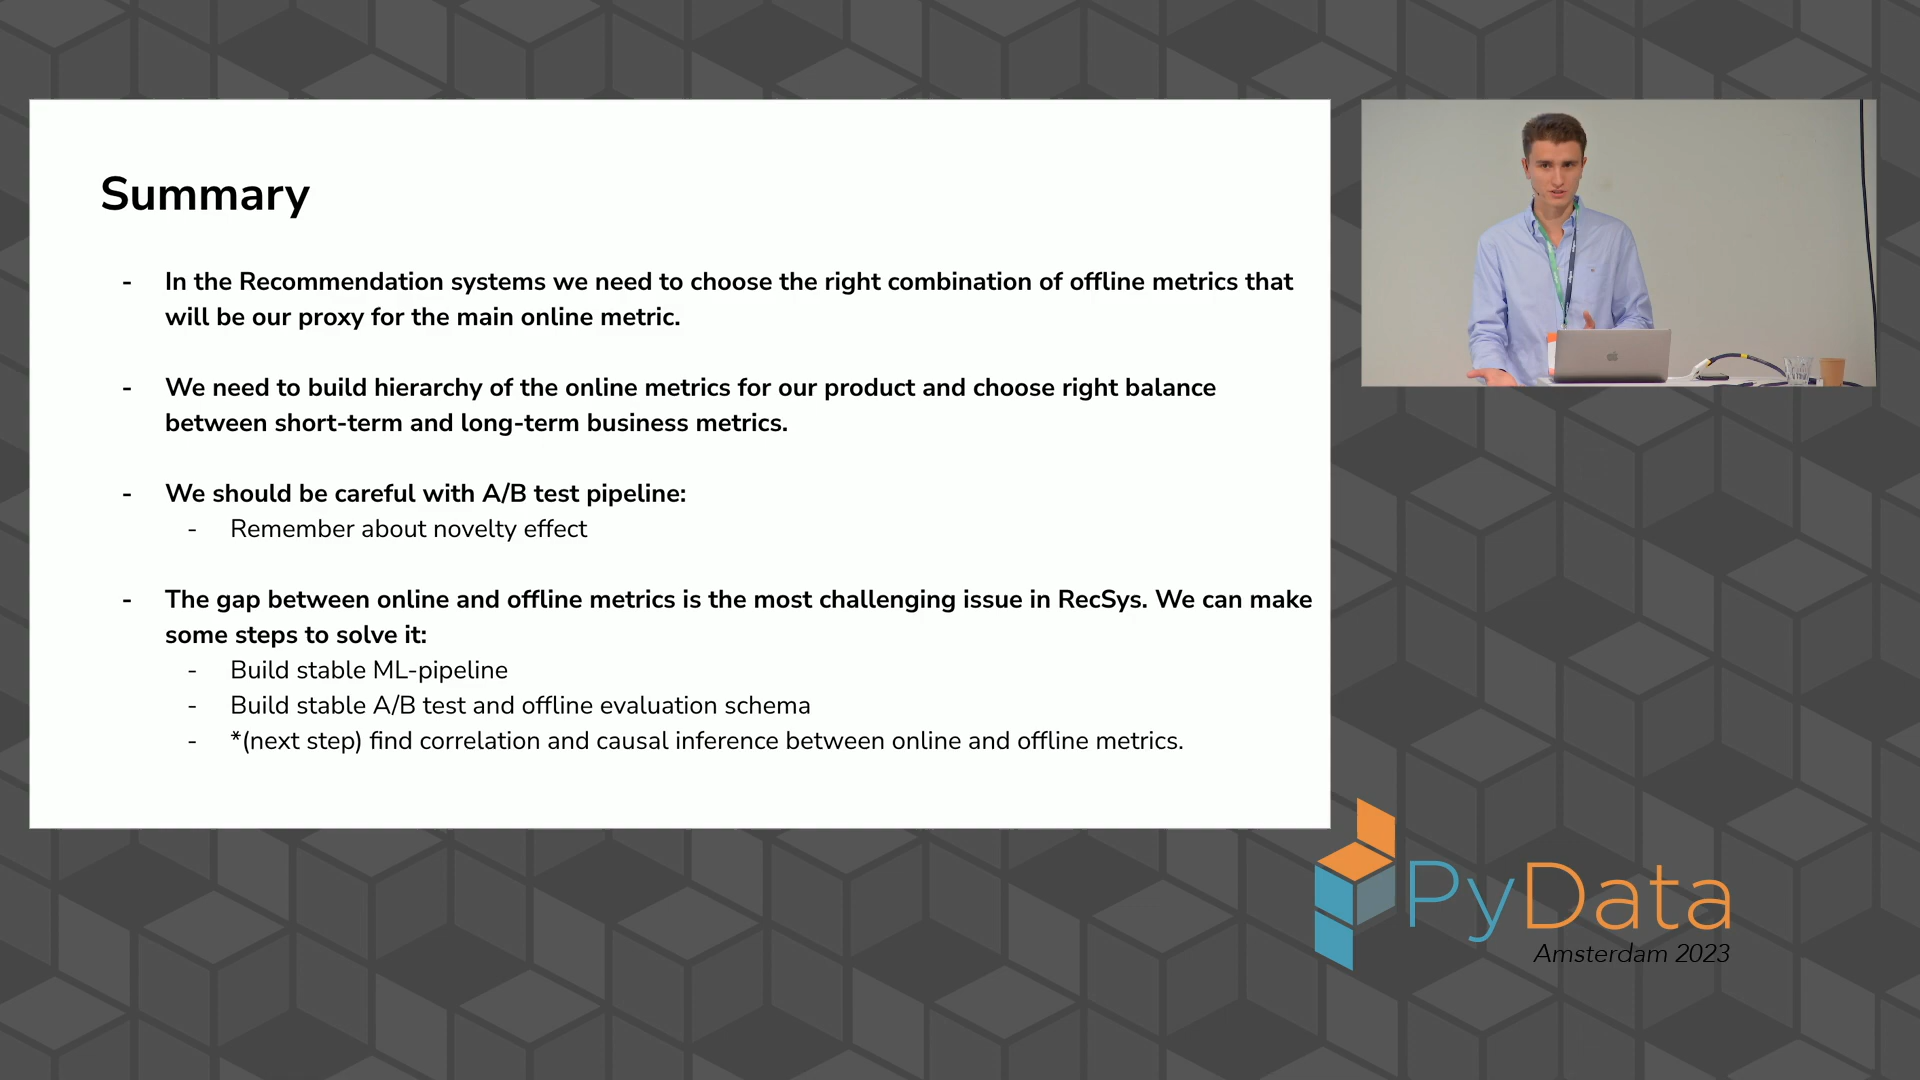 Summary
- In the Recommendation systems we need to choose the right combination of offline metrics that
will be our proxy for the main online metric.
- We need to build hierarchy of the online metrics for our product and choose right balance
between short-term and long-term business metrics.
- We should be careful with A/B test pipeline:
- Remember about novelty effect
- The gap between online and offline metrics is the most challenging issue in RecSys. We can make
some steps to solve it:
- Build stable ML-pipeline
- Build stable A/B test and offline evaluation schema
- *(next step) find correlation and causal inference between online and offline metrics.
PyData
Amsterdam 2023